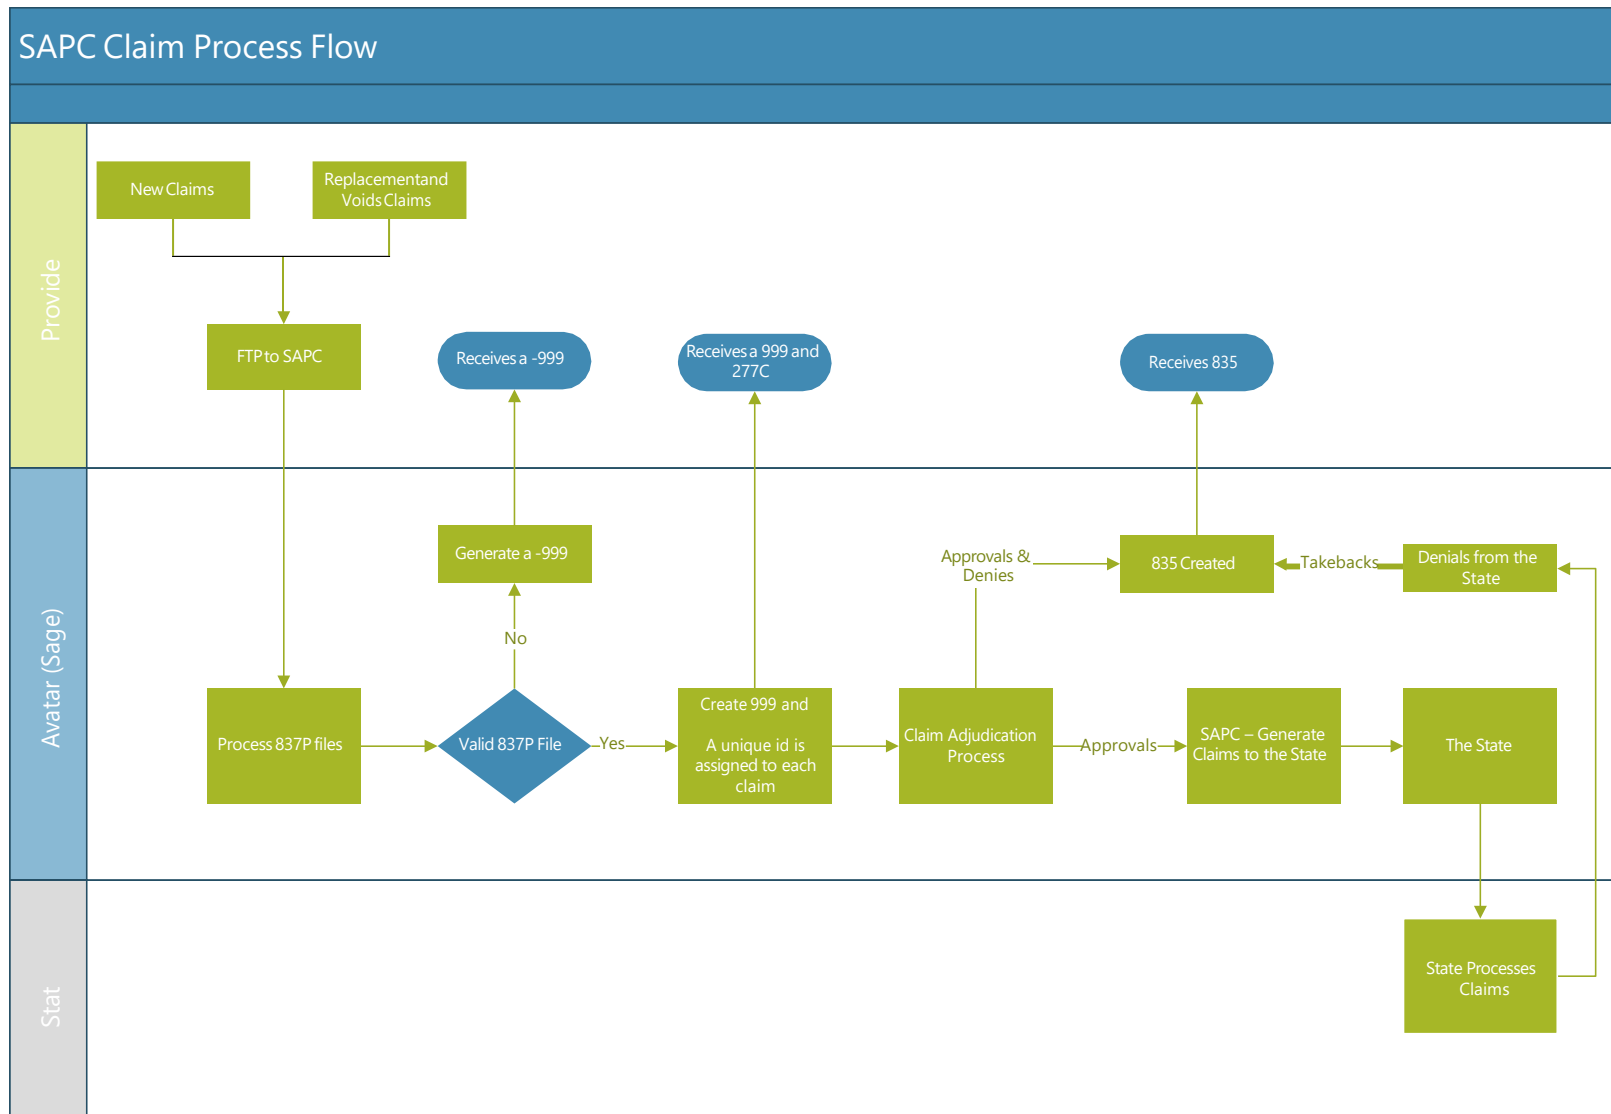 SAPC Claim Process Flow
Provide
New Claims
Replacementand
Voids Claims
FTP to SAPC
Receives a -999
Receives a 999 and
277C
Receives 835
Avatar (Sage)
Generate a -999
Approvals &
Denies
835 Created
Takebacks
Denials from the
State
No
Process 837P files
Valid 837P File
Yes
Create 999 and
A unique id is
assigned to each
claim
Claim Adjudication
Process
Approvals
SAPC – Generate
Claims to the State
The State
Stat
State Processes
Claims